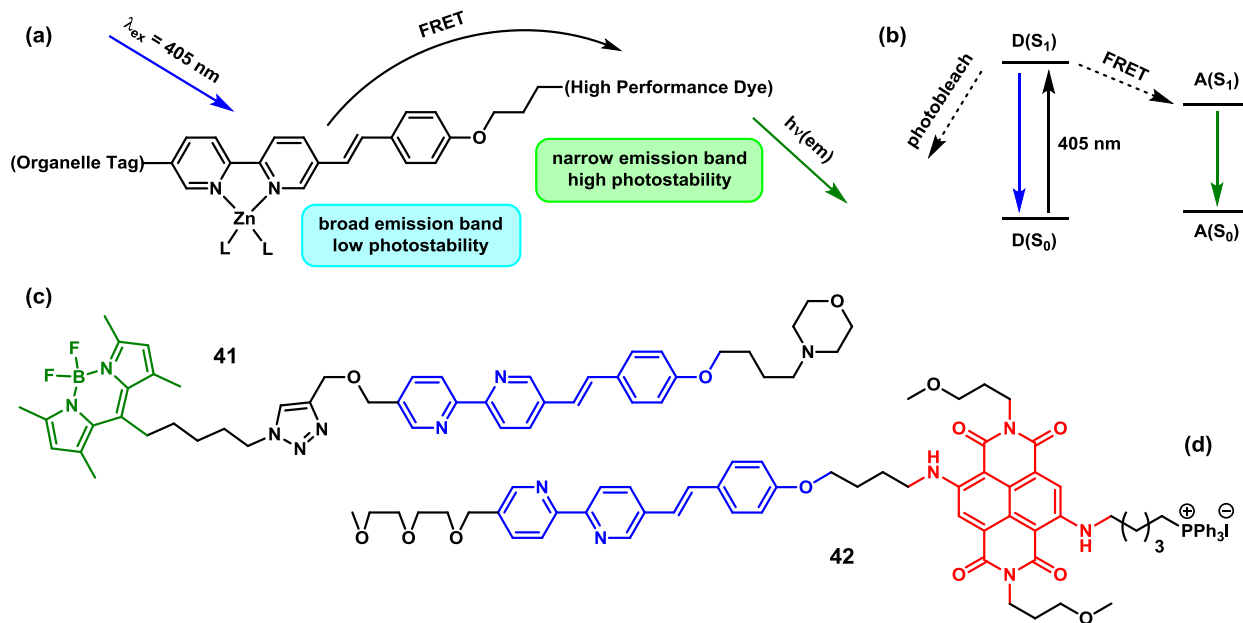 (a)
λex = 405 nm
FRET
(Organelle Tag)
(High Performance Dye)
O
N
N
Zn
L
L
hν(em)
narrow emission band
high photostability
broad emission band
low photostability
(b)
D(S1)
photobleach
FRET
A(S1)
405 nm
D(S0)
A(S0)
(c)
41
F
F
B
N
N
N
N
N
O
N
N
O
N
O
(d)
42
O
O
O
N
N
O
H
N
O
O
N
O
O
O
N
O
O
N
H
3
PPh3I
+
−